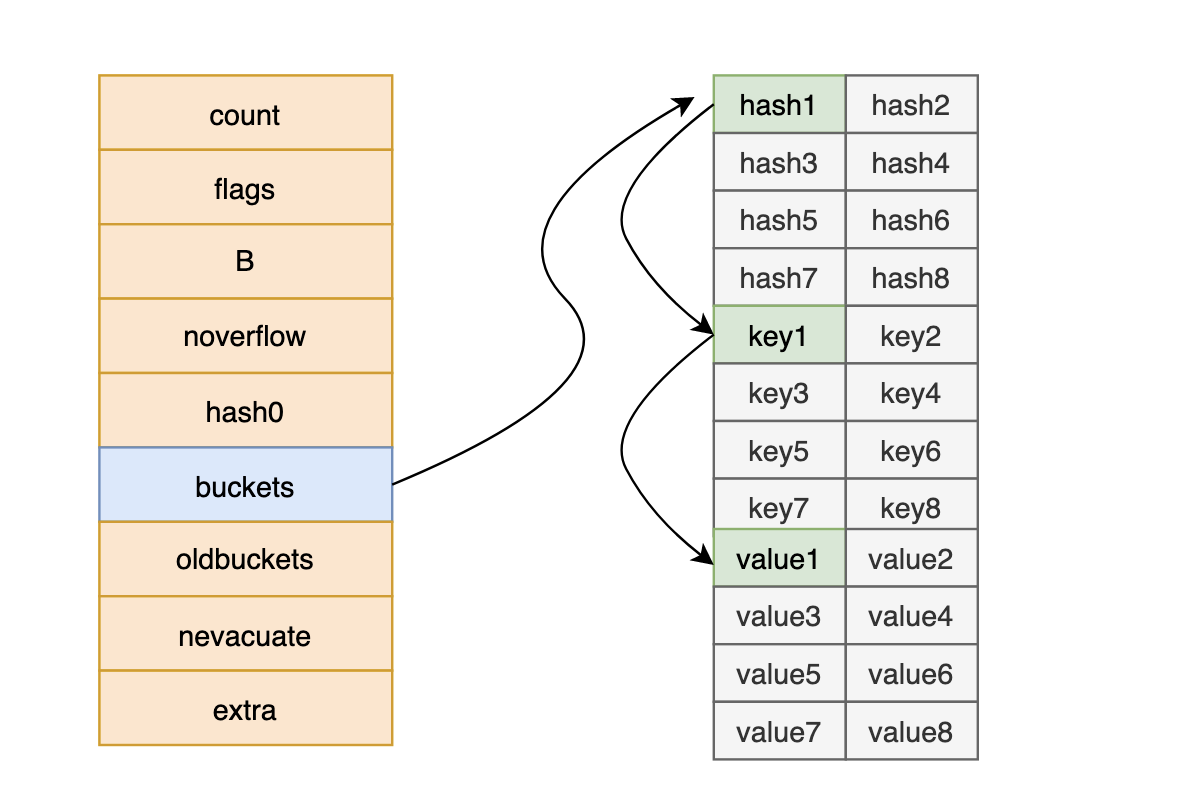 count
flags
B
noverflow
hash0
buckets
oldbuckets
nevacuate
extra
hash1 hash2
hash3 hash4
hash5 hash6
hash7 hash8
key1 key2
key3 key4
key5 key6
key7 key8
value1 value2
value3 value4
value5 value6
value7 value8